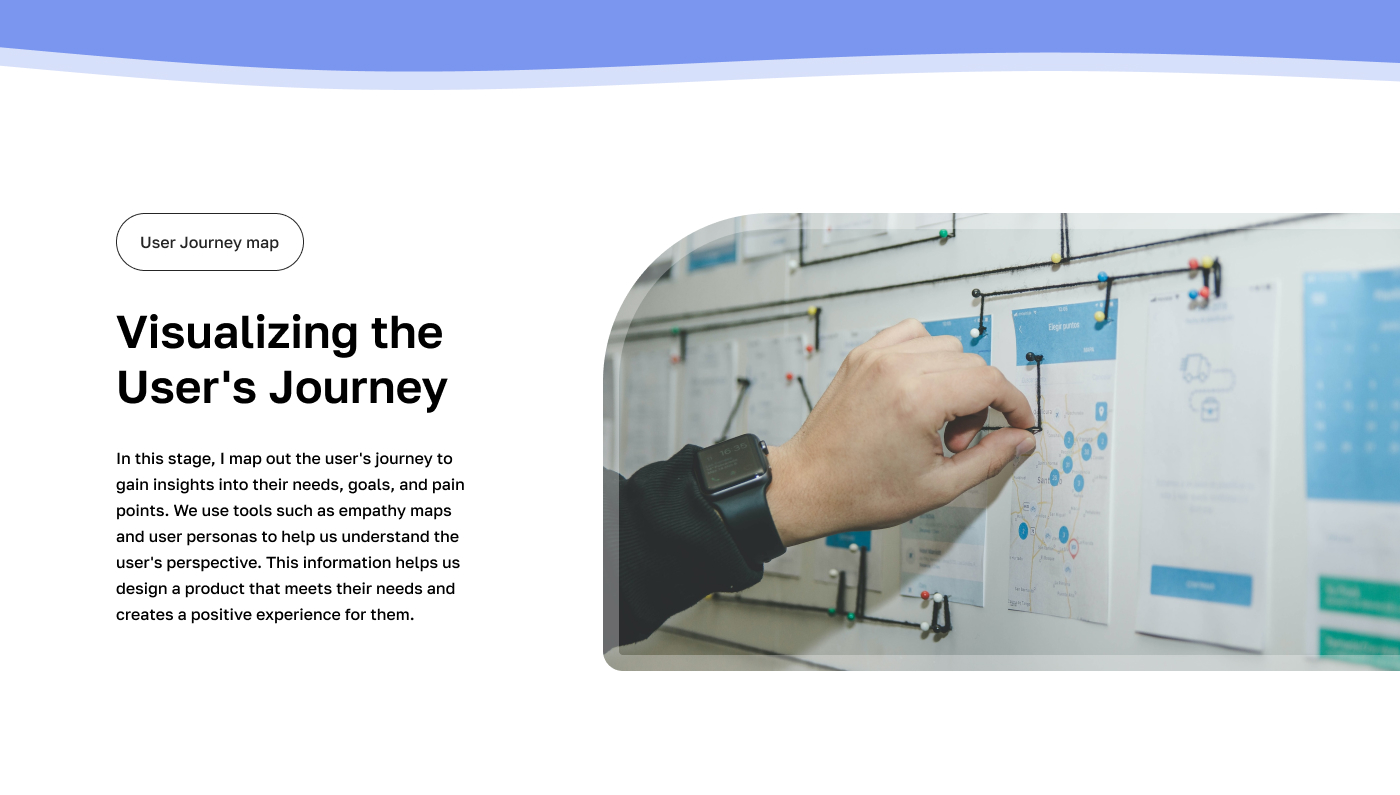 User Journey map
Visualizing the
User's Journey
In this stage, I map out the user's journey to
gain insights into their needs, goals, and pain
points. We use tools such as empathy maps
and user personas to help us understand the
user's perspective. This information helps us
design a product that meets their needs and
creates a positive experience for them.
Elegir puntos